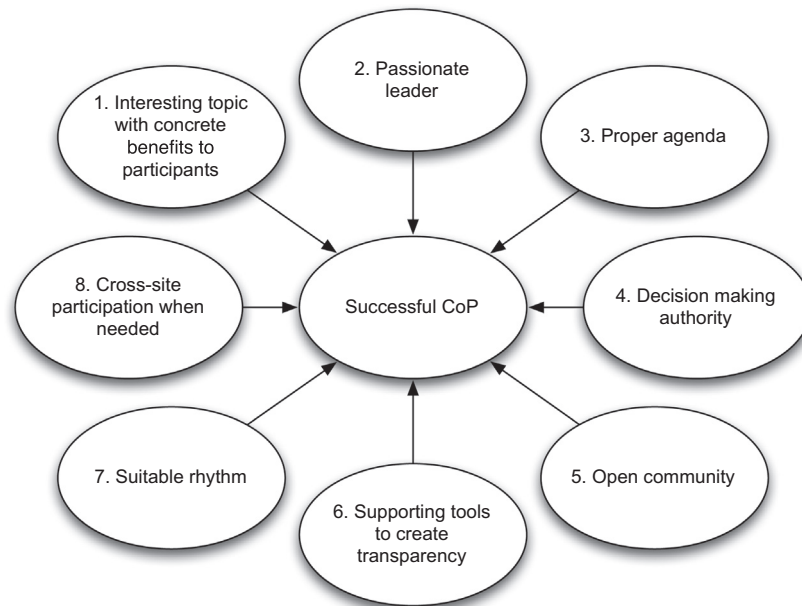 1. Interesting topic
with concrete
benefits to
participants
2. Passionate
leader
3. Proper agenda
8. Cross-site
participation when
needed
Successful CoP
4. Decision making
authority
7. Suitable rhythm
6. Supporting tools
to create
transparency
5. Open community